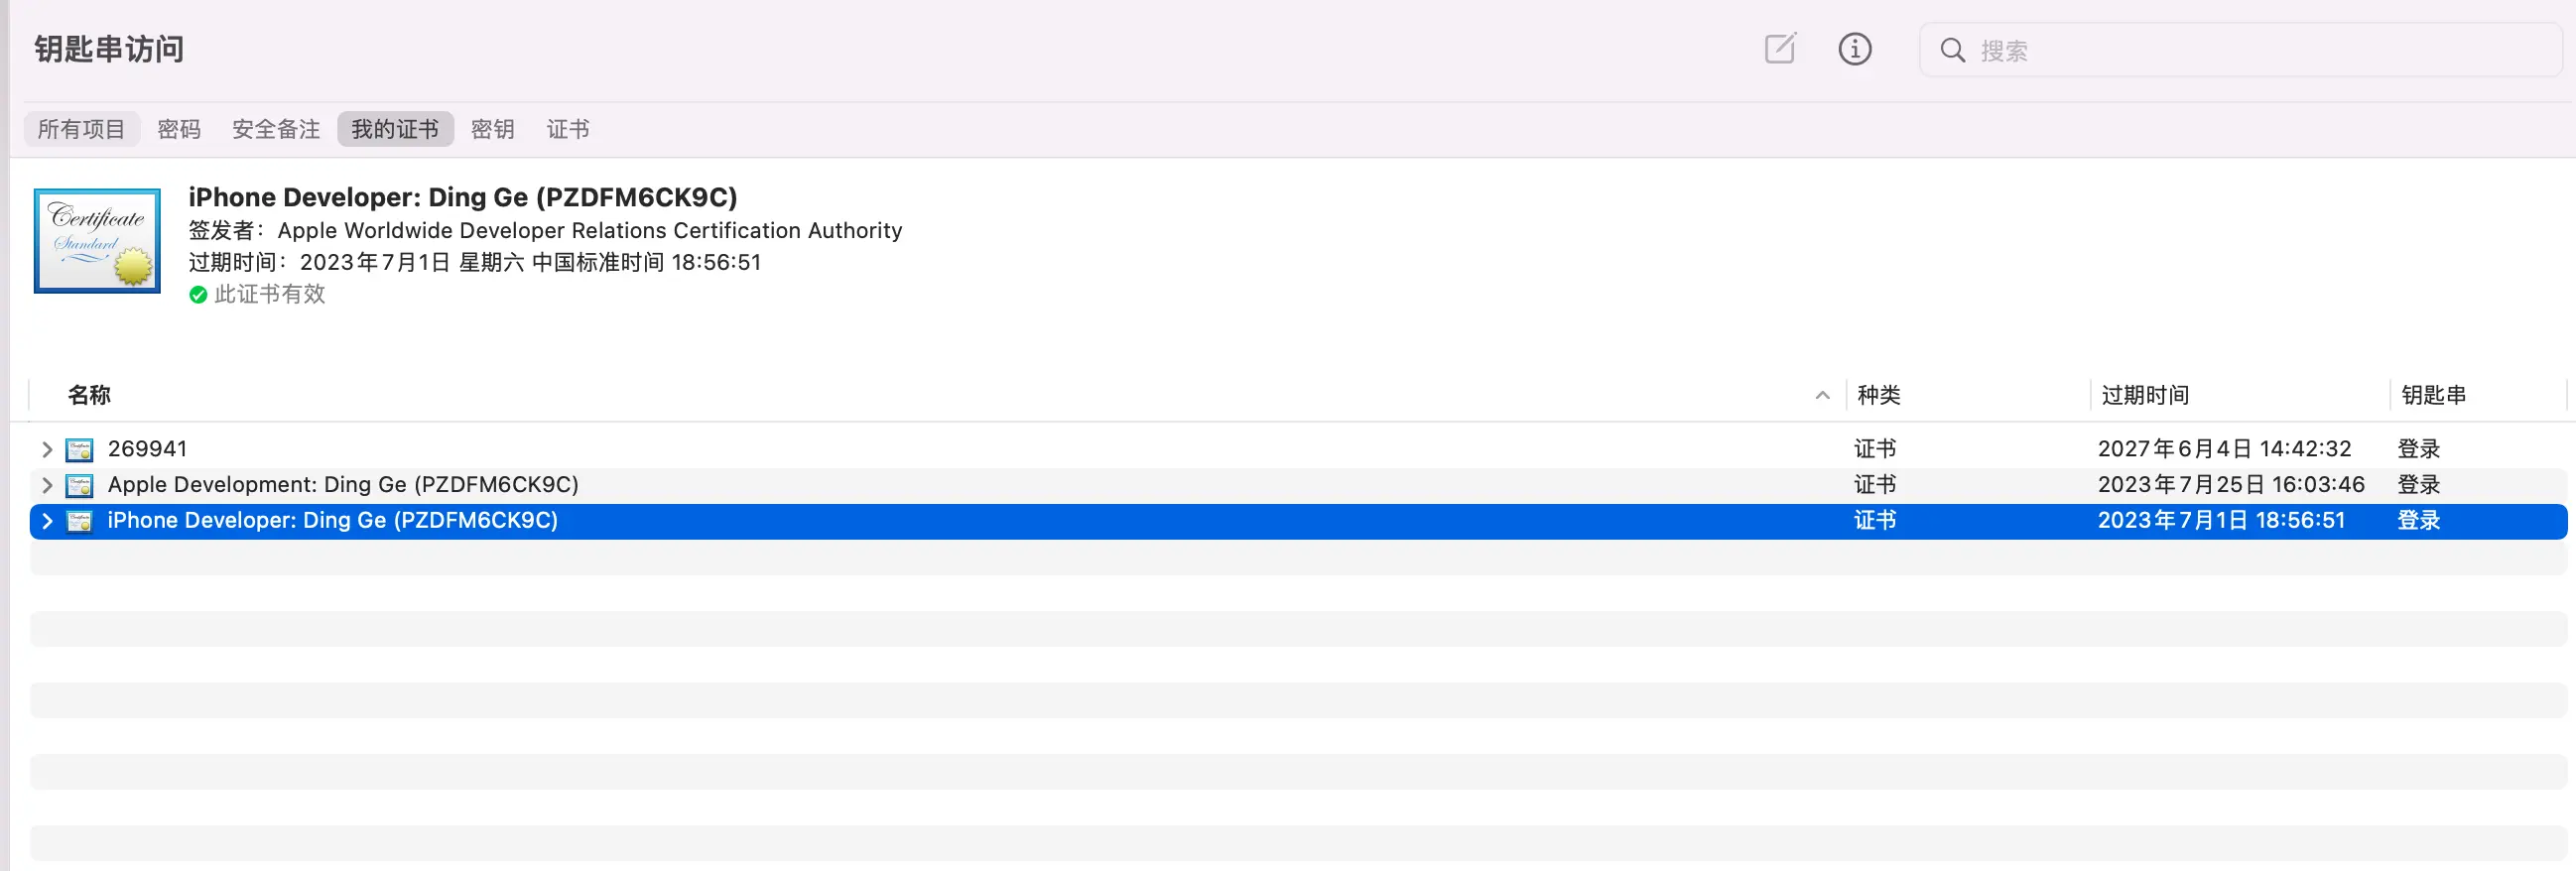 钥匙串访问
搜索
所有项目 密码 安全备注 我的证书 密钥 证书
Certificate
Standard
iPhone Developer: Ding Ge (PZDFM6CK9C)
签发者：Apple Worldwide Developer Relations Certification Authority
过期时间：2023年7月1日 星期六 中国标准时间 18:56:51
此证书有效
名称 种类 过期时间 钥匙串
269941 证书 2027年6月4日 14:42:32 登录
Apple Development: Ding Ge (PZDFM6CK9C) 证书 2023年7月25日 16:03:46 登录
iPhone Developer: Ding Ge (PZDFM6CK9C) 证书 2023年7月1日 18:56:51 登录